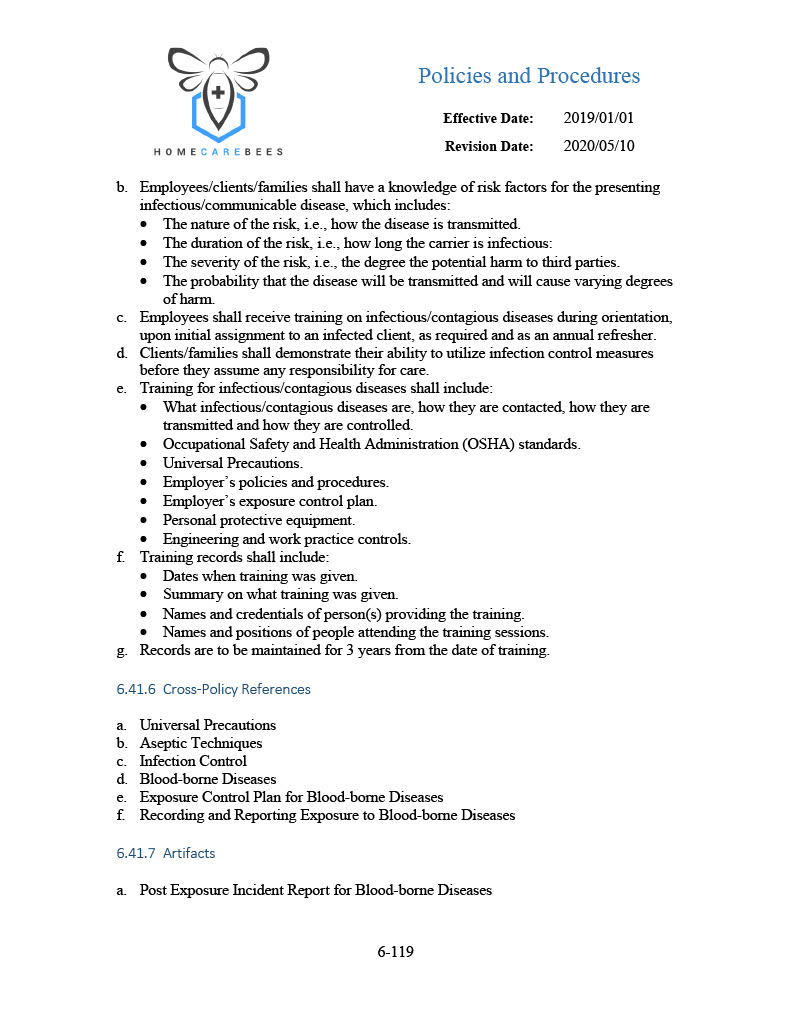 Policies and Procedures
Effective Date: 2019/01/01
Revision Date: 2020/05/10
HOMECAREBEES
b. Employees/clients/families shall have a knowledge of risk factors for the presenting
infectious/communicable disease, which includes:
• The nature of the risk, i.e., how the disease is transmitted.
• The duration of the risk, i.e., how long the carrier is infectious:
• The severity of the risk, i.e., the degree the potential harm to third parties.
• The probability that the disease will be transmitted and will cause varying degrees
of harm.
c. Employees shall receive training on infectious/contagious diseases during orientation,
upon initial assignment to an infected client, as required and as an annual refresher.
d. Clients/families shall demonstrate their ability to utilize infection control measures
before they assume any responsibility for care.
e. Training for infectious/contagious diseases shall include:
• What infectious/contagious diseases are, how they are contacted, how they are
transmitted and how they are controlled.
• Occupational Safety and Health Administration (OSHA) standards.
• Universal Precautions.
• Employer’s policies and procedures.
• Employer’s exposure control plan.
• Personal protective equipment.
• Engineering and work practice controls.
f. Training records shall include:
• Dates when training was given.
• Summary on what training was given.
• Names and credentials of person(s) providing the training.
• Names and positions of people attending the training sessions.
g. Records are to be maintained for 3 years from the date of training.
6.41.6 Cross-Policy References
a. Universal Precautions
b. Aseptic Techniques
c. Infection Control
d. Blood-borne Diseases
e. Exposure Control Plan for Blood-borne Diseases
f. Recording and Reporting Exposure to Blood-borne Diseases
6.41.7 Artifacts
a. Post Exposure Incident Report for Blood-borne Diseases
6-119